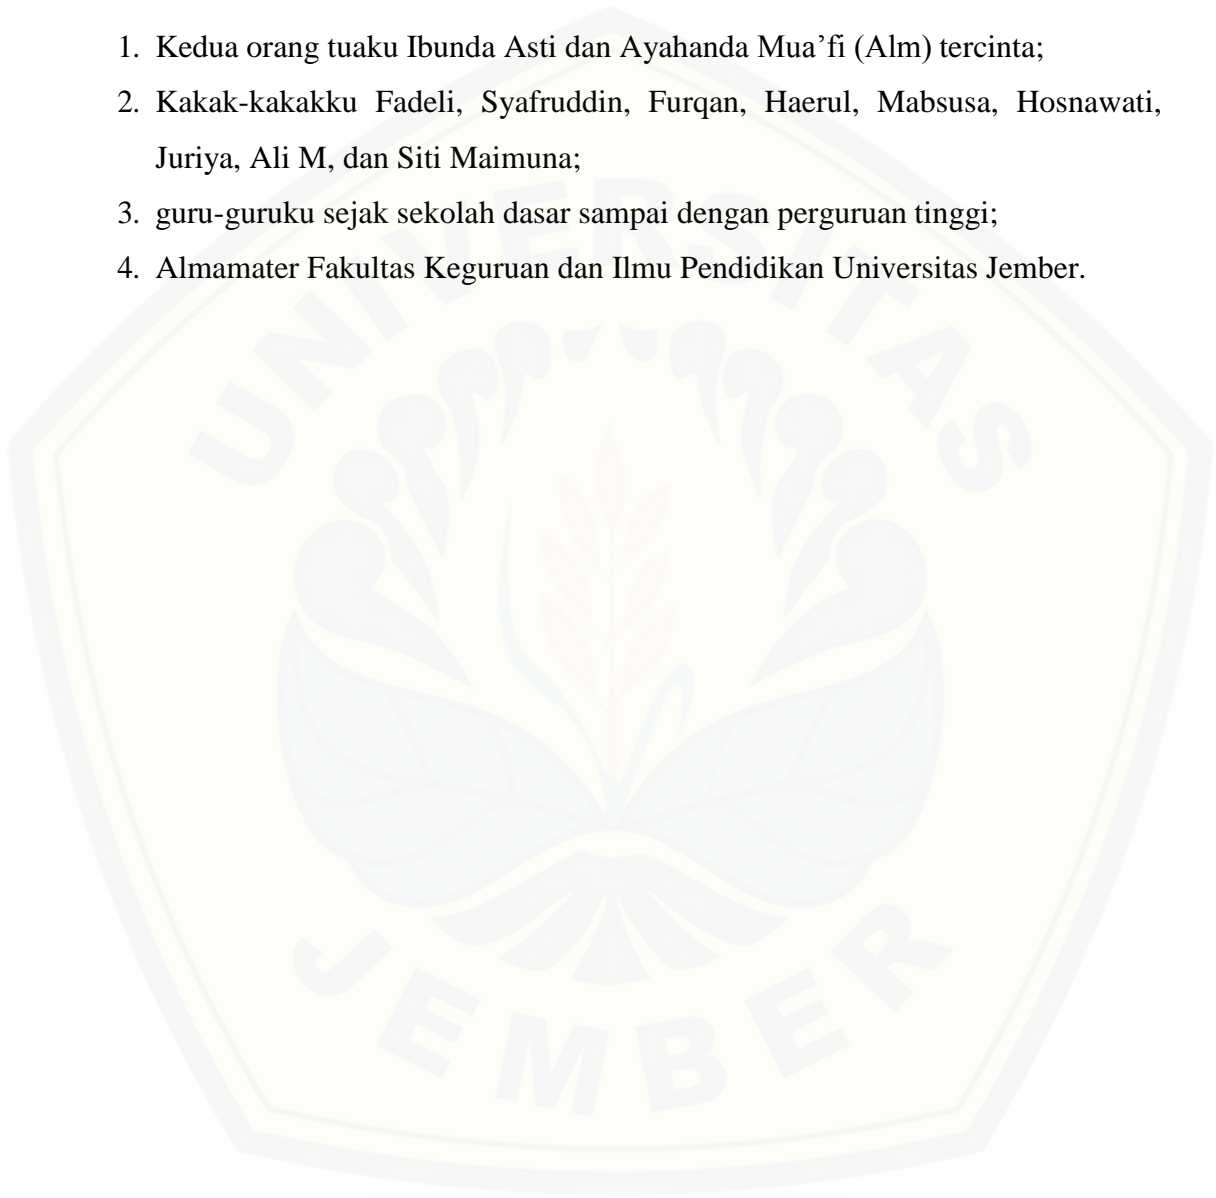 1. Kedua orang tuaku Ibunda Asti dan Ayahanda Mua’fi (Alm) tercinta;
2. Kakak-kakakku Fadeli, Syafruddin, Furqan, Haerul, Mabsusa, Hosnawati,
Juriya, Ali M, dan Siti Maimuna;
3. guru-guruku sejak sekolah dasar sampai dengan perguruan tinggi;
4. Almamater Fakultas Keguruan dan Ilmu Pendidikan Universitas Jember.
UNIVERSITAS
JEMBER